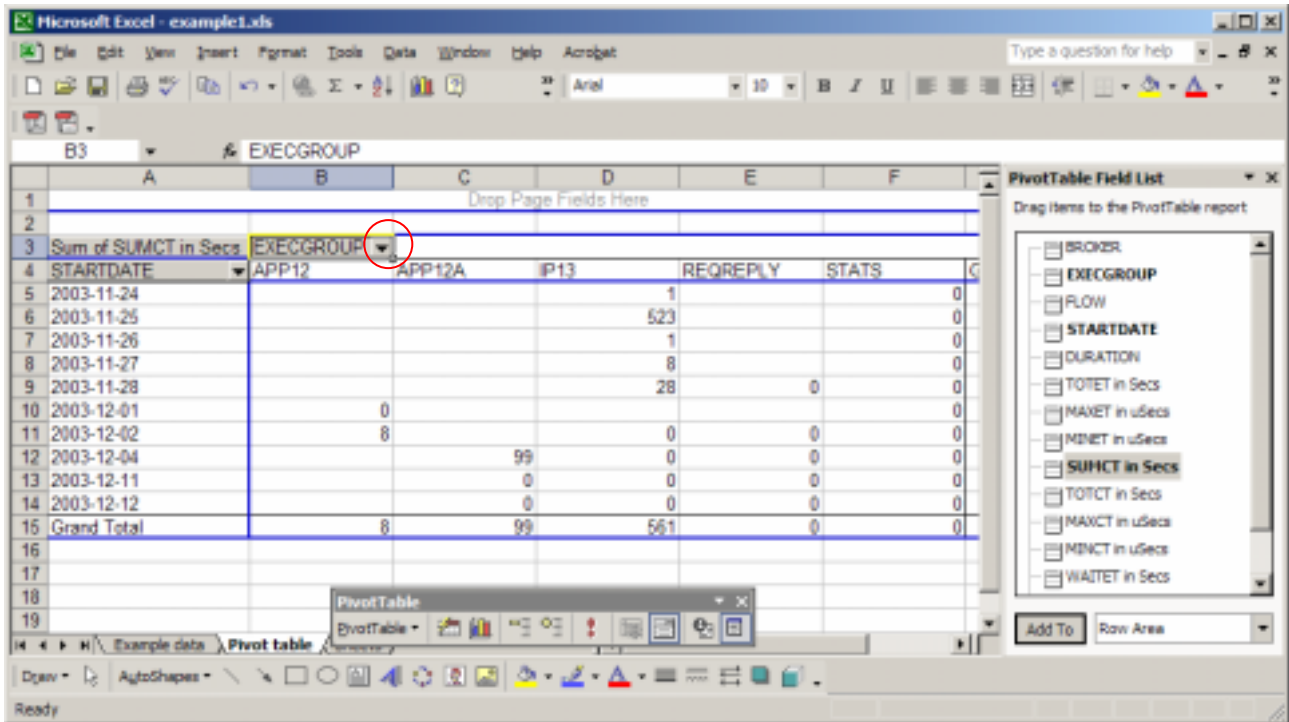 Microsoft Excel - example1.xls
File Edit View Insert Format Tools Data Window Help Acrobat Type a question for help
Arial 10 B I U
B3 fx EXECGROUP
A B C D E F
PivotTable Field List
1 Drop Page Fields Here
Drag items to the PivotTable report
2
3 Sum of SUMCT in Secs EXECGROUP
4 STARTDATE APP12 APP12A IP13 REQREPLY STATS
5 2003-11-24 1 0
6 2003-11-25 523 0
7 2003-11-26 1 0
8 2003-11-27 8 0
9 2003-11-28 28 0 0
10 2003-12-01 0 0
11 2003-12-02 8 0 0 0
12 2003-12-04 99 0 0 0
13 2003-12-11 0 0 0 0
14 2003-12-12 0 0 0 0
15 Grand Total 8 99 561 0 0
16
17
18
19
BROKER
EXECGROUP
FLOW
STARTDATE
DURATION
TOTET in Secs
MAXET in uSecs
MINET in uSecs
SUMCT in Secs
TOTCT in Secs
MAXCT in uSecs
MINCT in uSecs
WAITET in Secs
Add To Row Area
PivotTable
PivotTable
Example data Pivot table
Draw AutoShapes
Ready